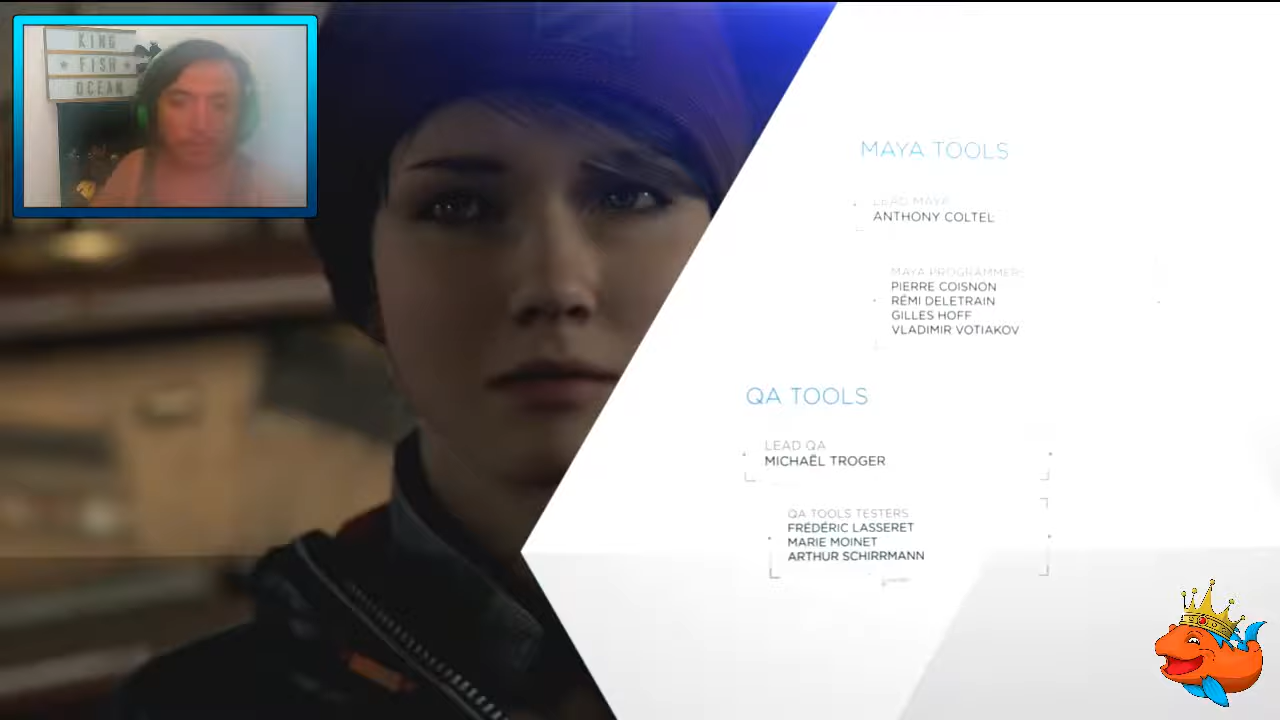 KING
FISH
OCEAN
MAYA TOOLS
LEAD MAYA
ANTHONY COLTEL
MAYA PROGRAMMERS
PIERRE COISNON
RÉMI DELETRAIN
GILLES HOFF
VLADIMIR VOTIAKOV
QA TOOLS
LEAD QA
MICHAËL TROGER
QA TOOLS TESTERS
FRÉDÉRIC LASSERET
MARIE MOINET
ARTHUR SCHIRRMANN